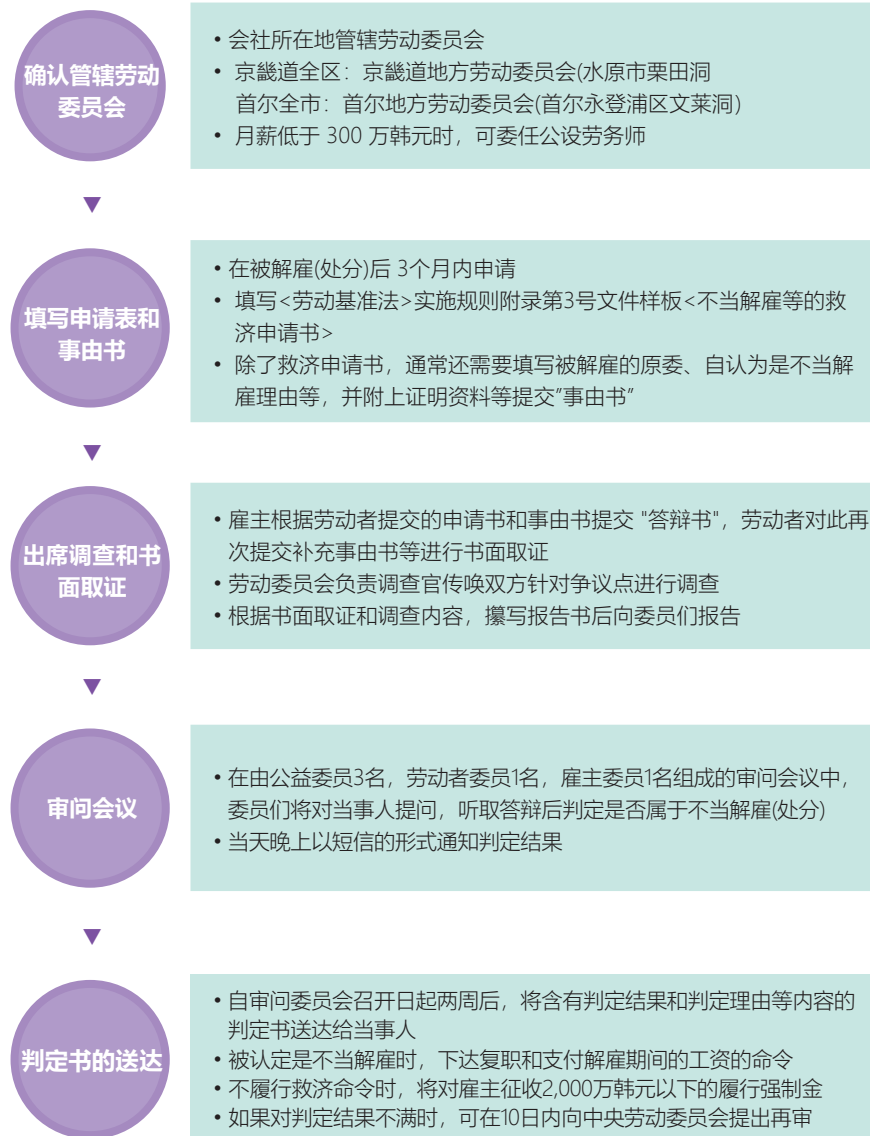 确认管辖劳动
委员会
• 会社所在地管辖劳动委员会
• 京畿道全区：京畿道地方劳动委员会(水原市栗田洞
首尔全市：首尔地方劳动委员会(首尔永登浦区文莱洞)
• 月薪低于 300 万韩元时，可委任公设劳务师
填写申请表和
事由书
• 在被解雇(处分)后 3个月内申请
• 填写<劳动基准法>实施规则附录第3号文件样板<不当解雇等的救
济申请书>
• 除了救济申请书，通常还需要填写被解雇的原委、自认为是不当解
雇理由等，并附上证明资料等提交"事由书"
出席调查和书
面取证
• 雇主根据劳动者提交的申请书和事由书提交 "答辩书"，劳动者对此再
次提交补充事由书等进行书面取证
• 劳动委员会负责调查官传唤双方针对争议点进行调查
• 根据书面取证和调查内容，攥写报告书后向委员们报告
审问会议
• 在由公益委员3名，劳动者委员1名，雇主委员1名组成的审问会议中，
委员们将对当事人提问，听取答辩后判定是否属于不当解雇(处分)
• 当天晚上以短信的形式通知判定结果
判定书的送达
• 自审问委员会召开日起两周后，将含有判定结果和判定理由等内容的
判定书送达给当事人
• 被认定是不当解雇时，下达复职和支付解雇期间的工资的命令
• 不履行救济命令时，将对雇主征收2,000万韩元以下的履行强制金
• 如果对判定结果不满时，可在10日内向中央劳动委员会提出再审